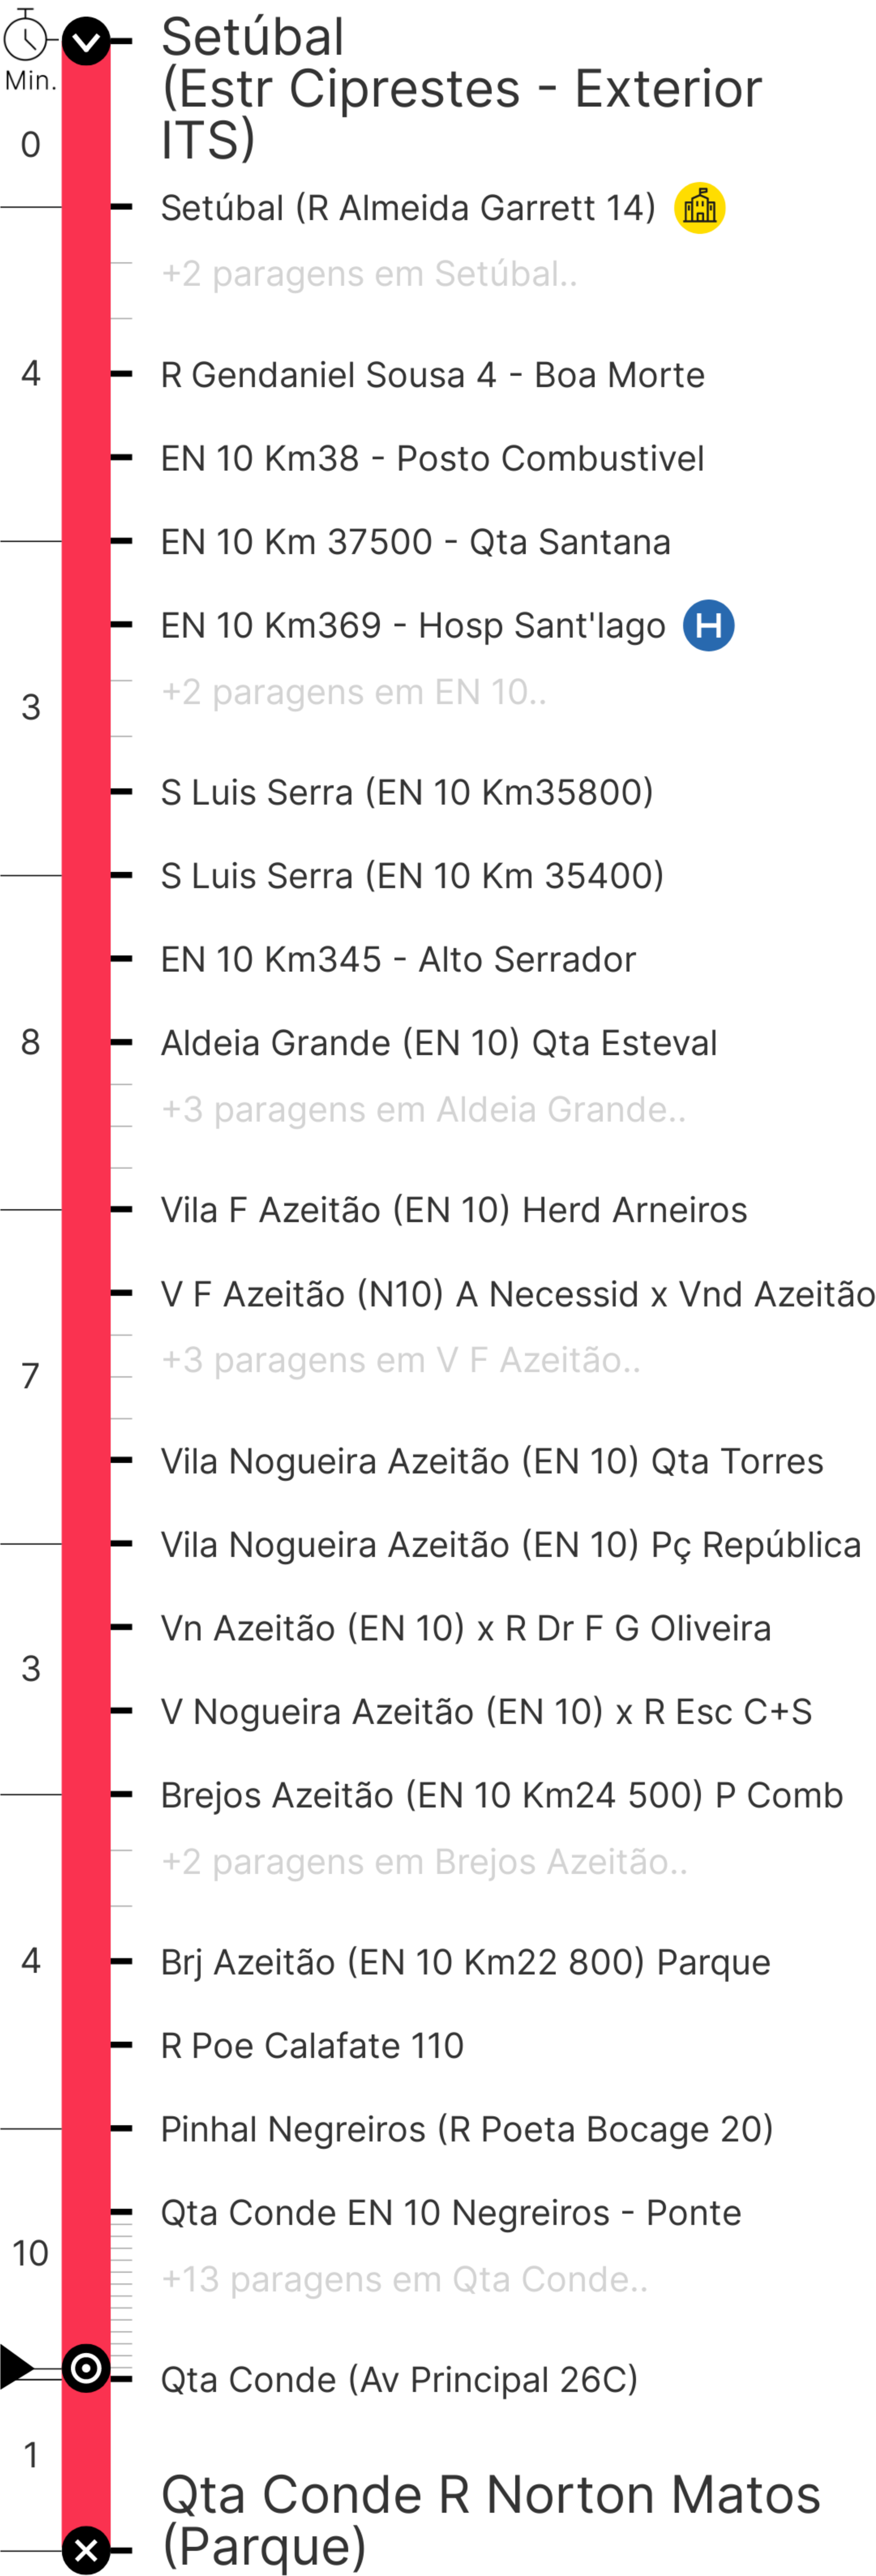 Setúbal
(Estr Ciprestes - Exterior
ITS)
Min.
0
Setúbal (R Almeida Garrett 14)
+2 paragens em Setúbal..
4
R Gendaniel Sousa 4 - Boa Morte
EN 10 Km38 - Posto Combustivel
EN 10 Km 37500 - Qta Santana
EN 10 Km369 - Hosp Sant'Iago H
+2 paragens em EN 10..
3
S Luis Serra (EN 10 Km35800)
S Luis Serra (EN 10 Km 35400)
EN 10 Km345 - Alto Serrador
8
Aldeia Grande (EN 10) Qta Esteval
+3 paragens em Aldeia Grande..
Vila F Azeitão (EN 10) Herd Arneiros
V F Azeitão (N10) A Necessid x Vnd Azeitão
+3 paragens em V F Azeitão..
7
Vila Nogueira Azeitão (EN 10) Qta Torres
Vila Nogueira Azeitão (EN 10) Pç República
Vn Azeitão (EN 10) x R Dr F G Oliveira
3
V Nogueira Azeitão (EN 10) x R Esc C+S
Brejos Azeitão (EN 10 Km24 500) P Comb
+2 paragens em Brejos Azeitão..
4
Brj Azeitão (EN 10 Km22 800) Parque
R Poe Calafate 110
Pinhal Negreiros (R Poeta Bocage 20)
Qta Conde EN 10 Negreiros - Ponte
10
+13 paragens em Qta Conde..
Qta Conde (Av Principal 26C)
1
Qta Conde R Norton Matos
(Parque)